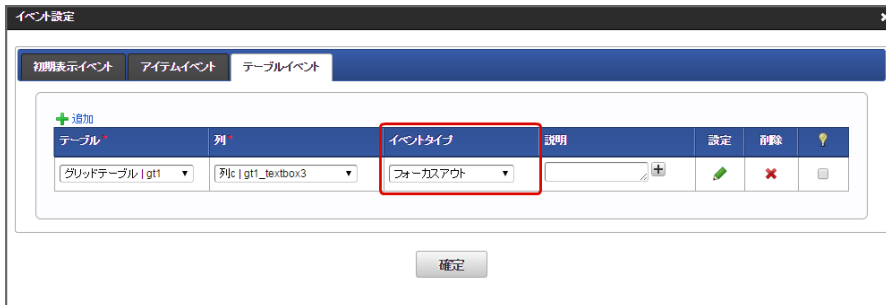 イベント設定
初期表示イベント アイテムイベント テーブルイベント
追加
テーブル* 列* イベントタイプ 説明 設定 削除
グリッドテーブル | gt1 列c | gt1_textbox3 フォーカスアウト
確定